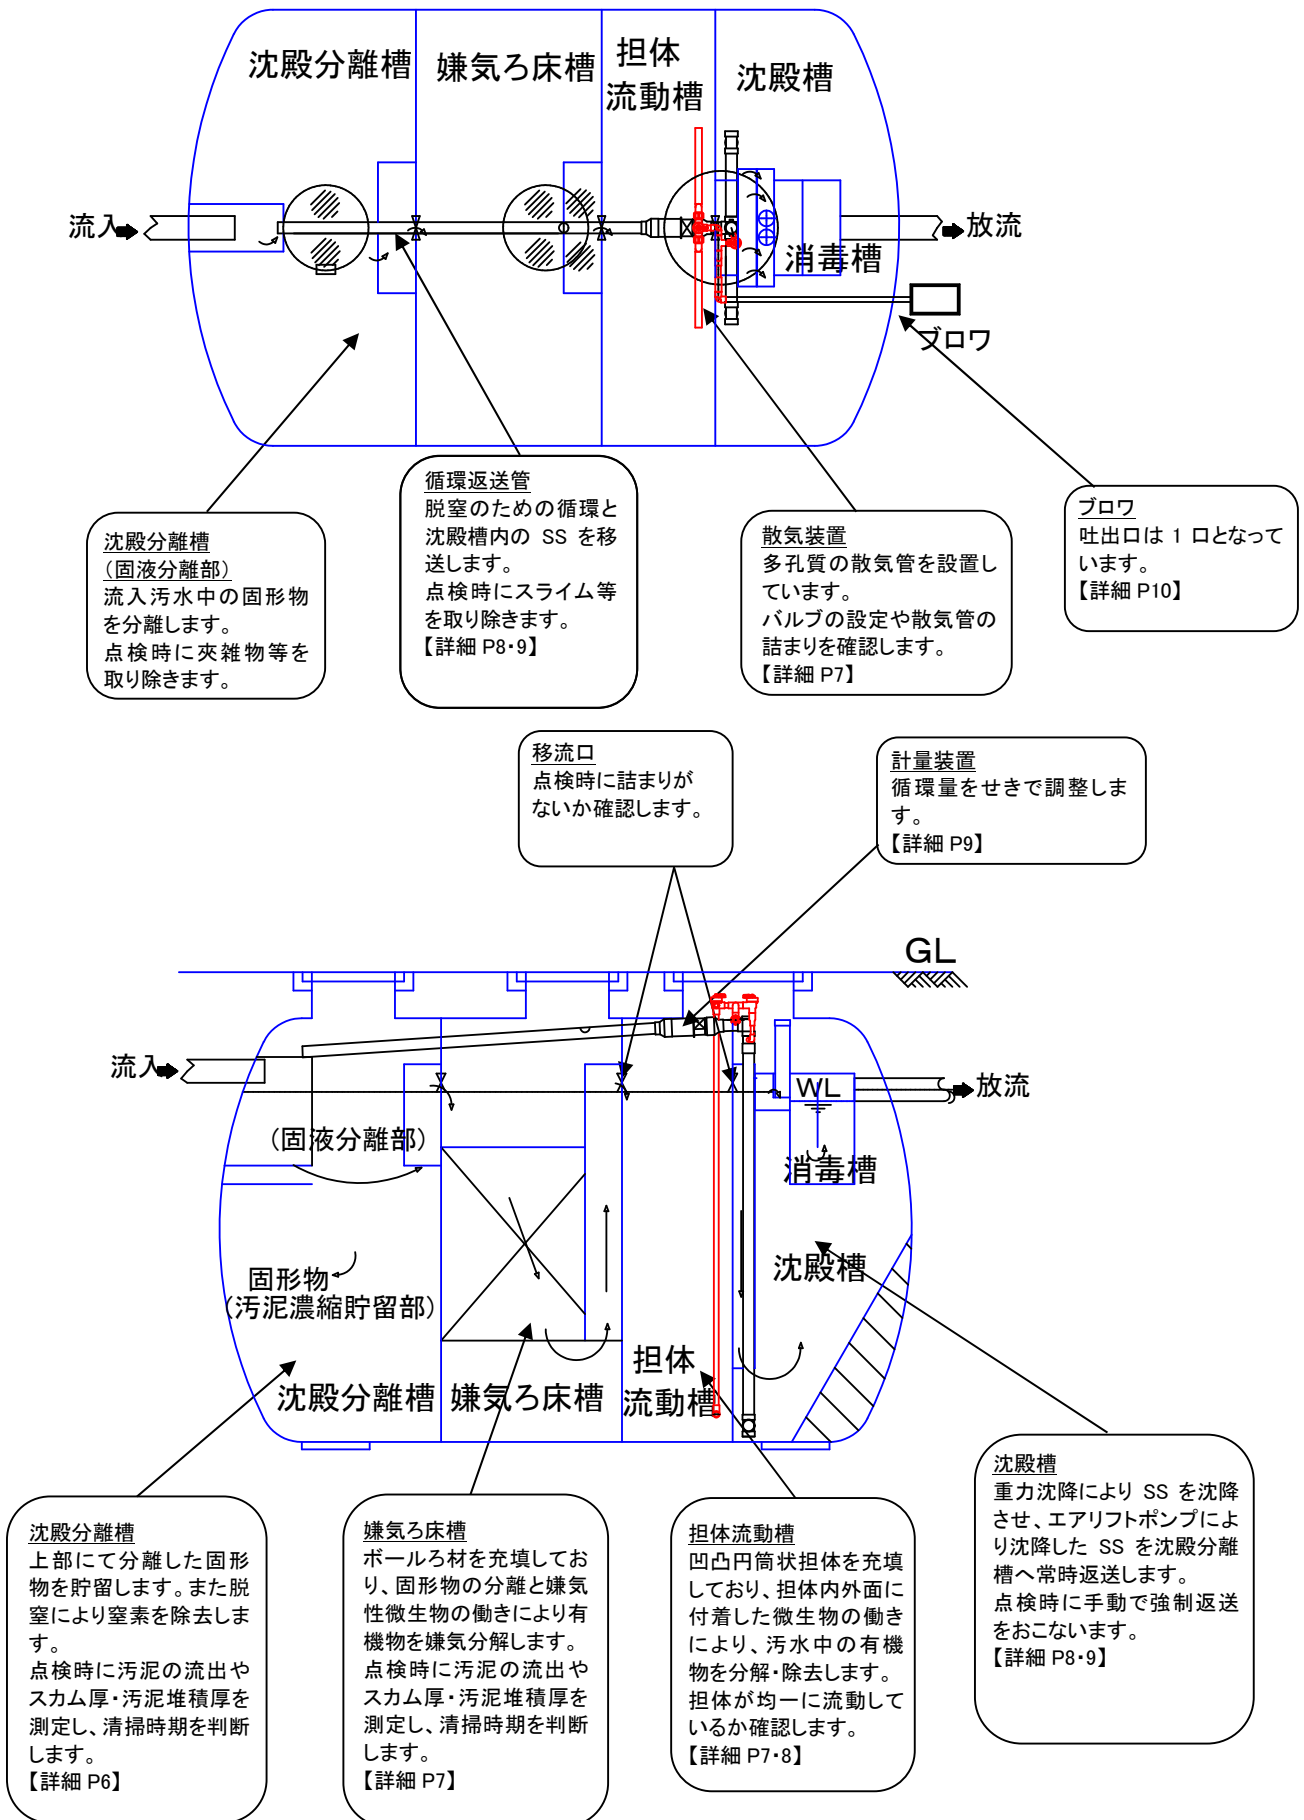 沈殿分離槽
嫌気ろ床槽
担体
流動槽
沈殿槽
流入
消毒槽
放流
ブロワ
循環返送管
脱窒のための循環と
沈殿槽内の SS を移
送します。
点検時にスライム等
を取り除きます。
【詳細 P8・9】
沈殿分離槽
（固液分離部）
流入汚水中の固形物
を分離します。
点検時に夾雑物等を
取り除きます。
散気装置
多孔質の散気管を設置し
ています。
バルブの設定や散気管の
詰まりを確認します。
【詳細 P7】
ブロワ
吐出口は 1 口となって
います。
【詳細 P10】
移流口
点検時に詰まりが
ないか確認します。
計量装置
循環量をせきで調整しま
す。
【詳細 P9】
GL
流入
WL
放流
（固液分離部）
消毒槽
固形物
（汚泥濃縮貯留部）
沈殿槽
担体
流動槽
沈殿分離槽
嫌気ろ床槽
沈殿分離槽
上部にて分離した固形
物を貯留します。また脱
窒により窒素を除去しま
す。
点検時に汚泥の流出や
スカム厚・汚泥堆積厚を
測定し、清掃時期を判断
します。
【詳細 P6】
嫌気ろ床槽
ボールろ材を充填してお
り、固形物の分離と嫌気
性微生物の働きにより有
機物を嫌気分解します。
点検時に汚泥の流出や
スカム厚・汚泥堆積厚を
測定し、清掃時期を判断
します。
【詳細 P7】
担体流動槽
凹凸円筒状担体を充填
しており、担体内外面に
付着した微生物の働き
により、汚水中の有機
物を分解・除去します。
担体が均一に流動して
いるか確認します。
【詳細 P7・8】
沈殿槽
重力沈降により SS を沈降
させ、エアリフトポンプによ
り沈降した SS を沈殿分離
槽へ常時返送します。
点検時に手動で強制返送
をおこないます。
【詳細 P8・9】